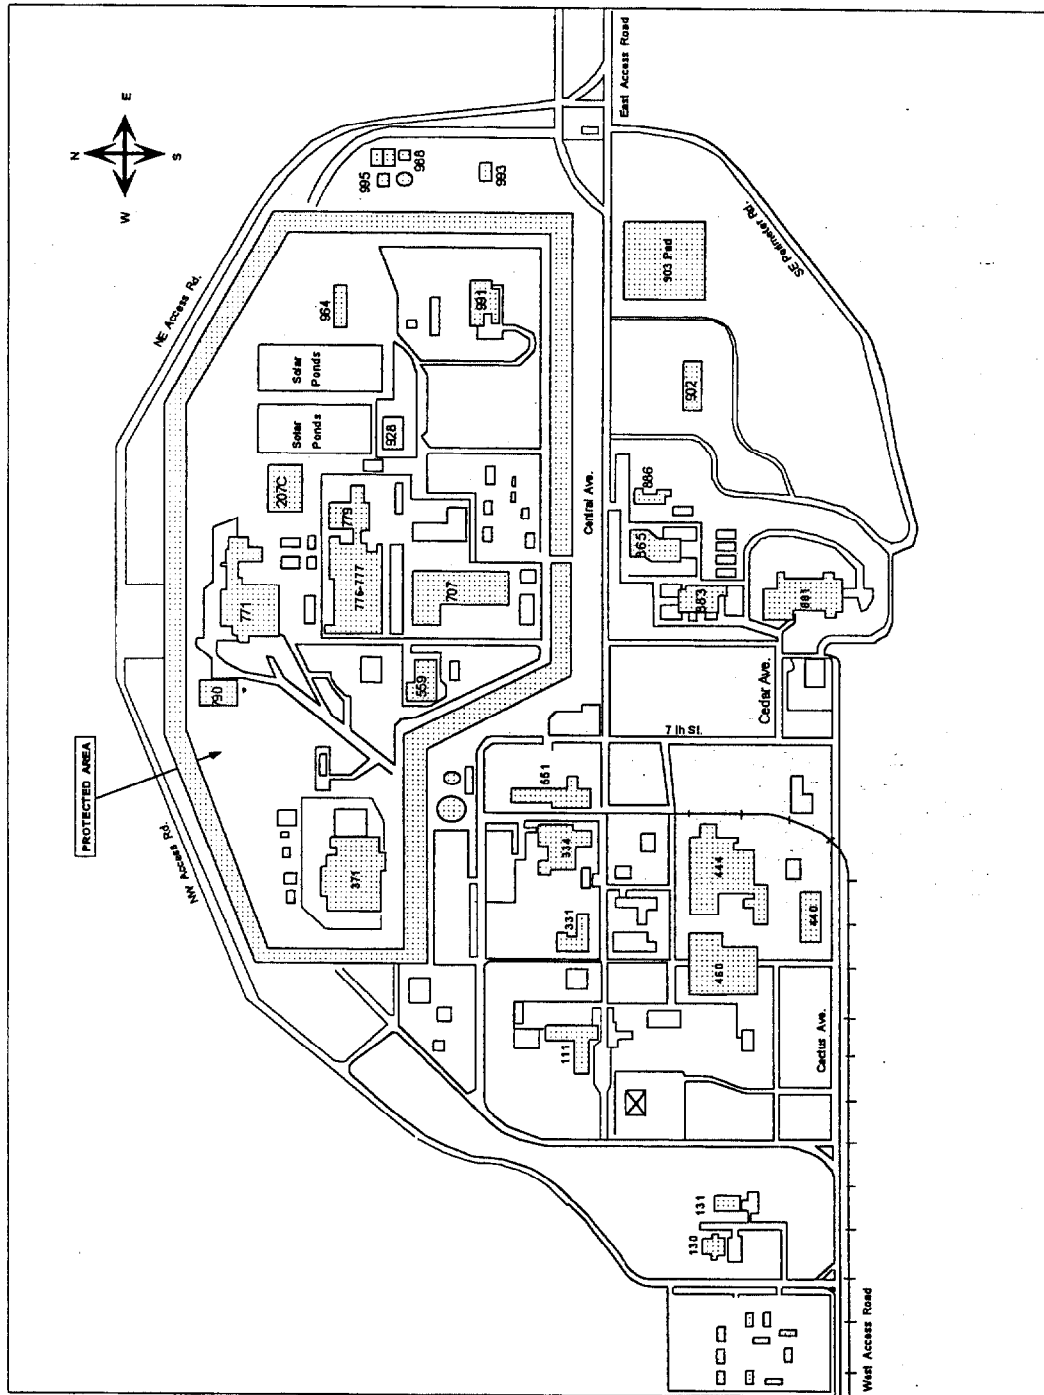 East Access Road
E
N
S
W
995
988
993
SE Perimeter Rd.
903 Pad
NE Access Rd.
964
991
Solar
Ponds
902
Solar
Ponds
928
207C
886
779
Central Ave.
865
776-777
771
707
883
881
559
790
Cedar Ave.
7 th St.
PROTECTED AREA
551
NW Access Rd.
334
444
371
331
440
460
111
Cactus Ave.
131
130
West Access Road